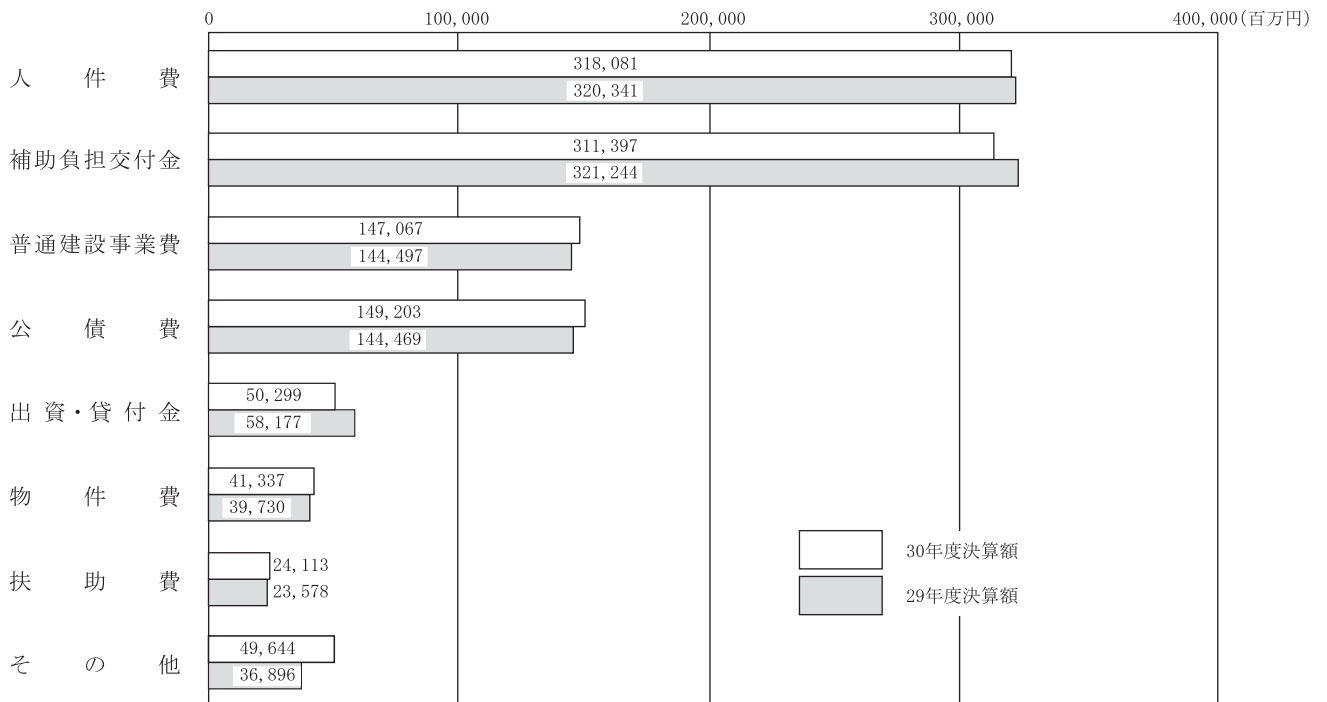 0 100,000 200,000 300,000 400,000(百万円)
人件費
318,081
320,341
補助負担交付金
311,397
321,244
普通建設事業費
147,067
144,497
公債費
149,203
144,469
出資・貸付金
50,299
58,177
物件費
41,337
39,730
扶助費
24,113
23,578
その他
49,644
36,896
30年度決算額
29年度決算額